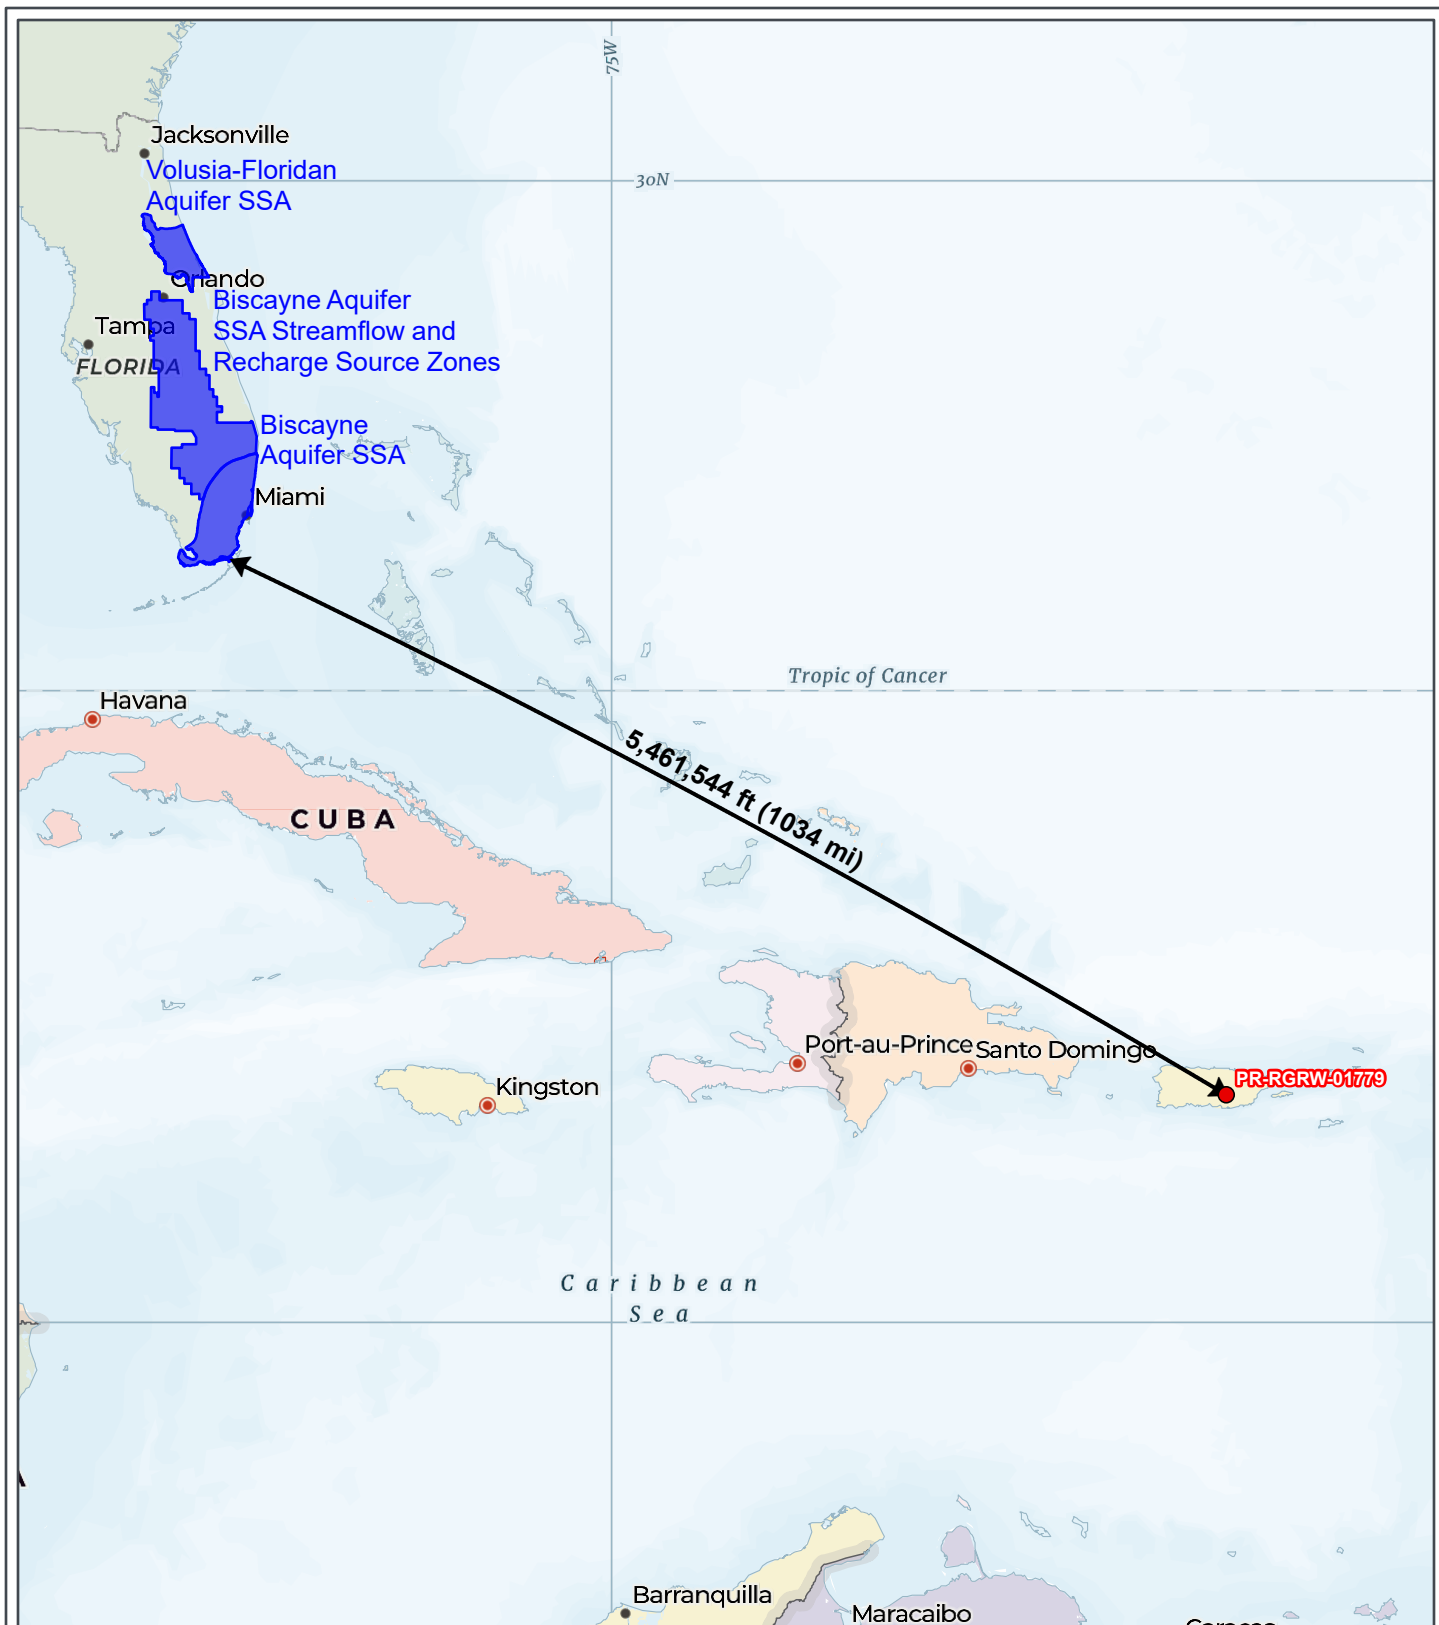 75W
Jacksonville
Volusia-Floridan
Aquifer SSA
30N
Orlando
Biscayne Aquifer
SSA Streamflow and
Recharge Source Zones
Tampa
FLORIDA
Biscayne
Aquifer SSA
Miami
Tropic of Cancer
Havana
5,461,544 ft (1034 mi)
CUBA
Port-au-Prince
Santo Domingo
PR-RGRW-01779
Kingston
Caribbean
Sea
Barranquilla
Maracaibo